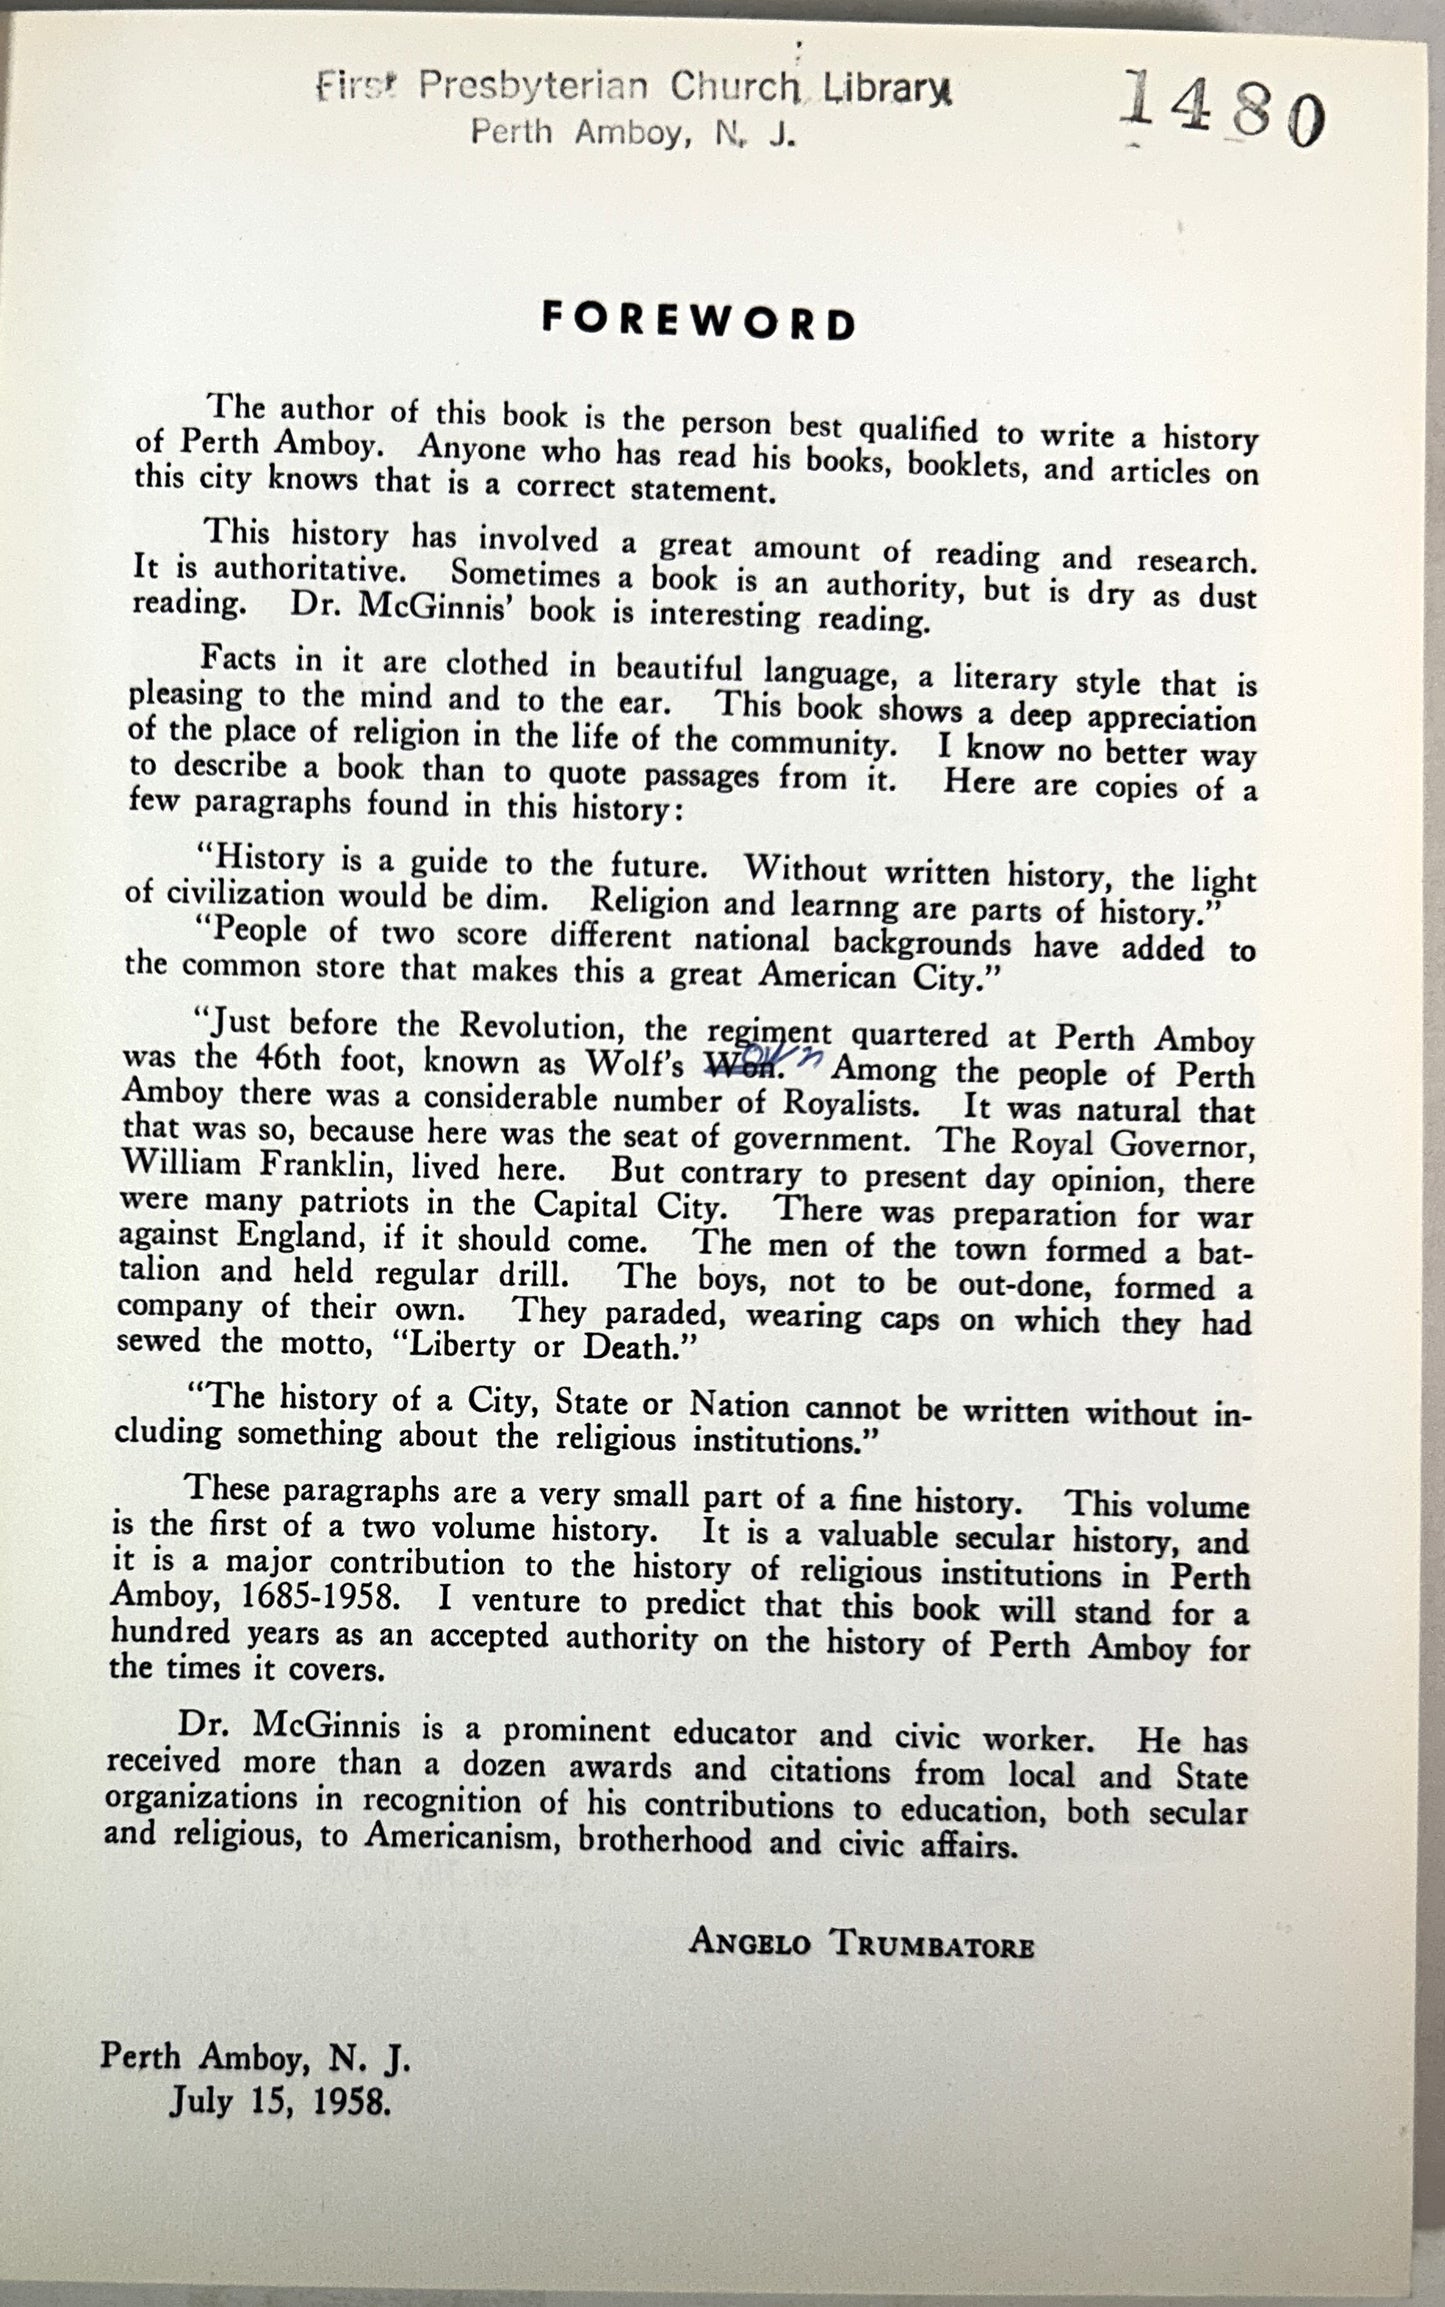 First Presbyterian Church Library
Perth Amboy, N. J.
1480
FOREWORD
The author of this book is the person best qualified to write a history
of Perth Amboy. Anyone who has read his books, booklets, and articles on
this city knows that is a correct statement.
This history has involved a great amount of reading and research.
It is authoritative. Sometimes a book is an authority, but is dry as dust
reading. Dr. McGinnis' book is interesting reading.
Facts in it are clothed in beautiful language, a literary style that is
pleasing to the mind and to the ear. This book shows a deep appreciation
of the place of religion in the life of the community. I know no better way
to describe a book than to quote passages from it. Here are copies of a
few paragraphs found in this history:
"History is a guide to the future. Without written history, the light
of civilization would be dim. Religion and learnng are parts of history."
"People of two score different national backgrounds have added to
the common store that makes this a great American City."
"Just before the Revolution, the regiment quartered at Perth Amboy
was the 46th foot, known as Wolf's Won. own Among the people of Perth
Amboy there was a considerable number of Royalists. It was natural that
that was so, because here was the seat of government. The Royal Governor,
William Franklin, lived here. But contrary to present day opinion, there
were many patriots in the Capital City. There was preparation for war
against England, if it should come. The men of the town formed a bat-
talion and held regular drill. The boys, not to be out-done, formed a
company of their own. They paraded, wearing caps on which they had
sewed the motto, "Liberty or Death."
"The history of a City, State or Nation cannot be written without in-
cluding something about the religious institutions."
These paragraphs are a very small part of a fine history. This volume
is the first of a two volume history. It is a valuable secular history, and
it is a major contribution to the history of religious institutions in Perth
Amboy, 1685-1958. I venture to predict that this book will stand for a
hundred years as an accepted authority on the history of Perth Amboy for
the times it covers.
Dr. McGinnis is a prominent educator and civic worker. He has
received more than a dozen awards and citations from local and State
organizations in recognition of his contributions to education, both secular
and religious, to Americanism, brotherhood and civic affairs.
ANGELO TRUMBATORE
Perth Amboy, N. J.
July 15, 1958.